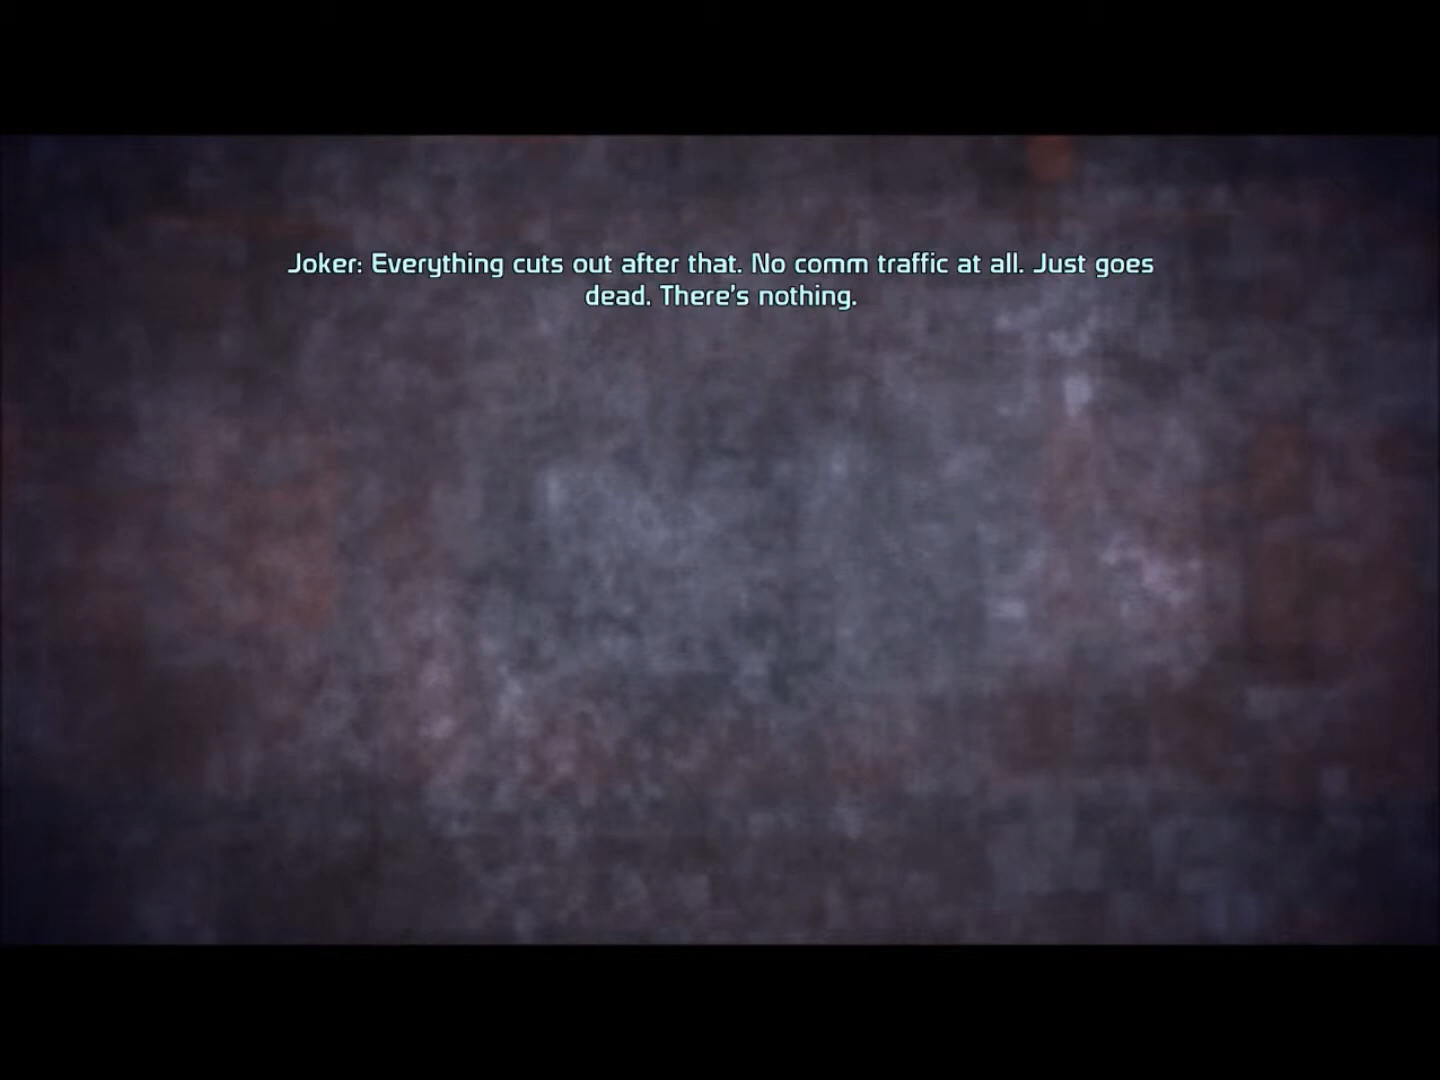 Joker: Everything cuts out after that. No comm traffic at all. Just goes
dead. There's nothing.